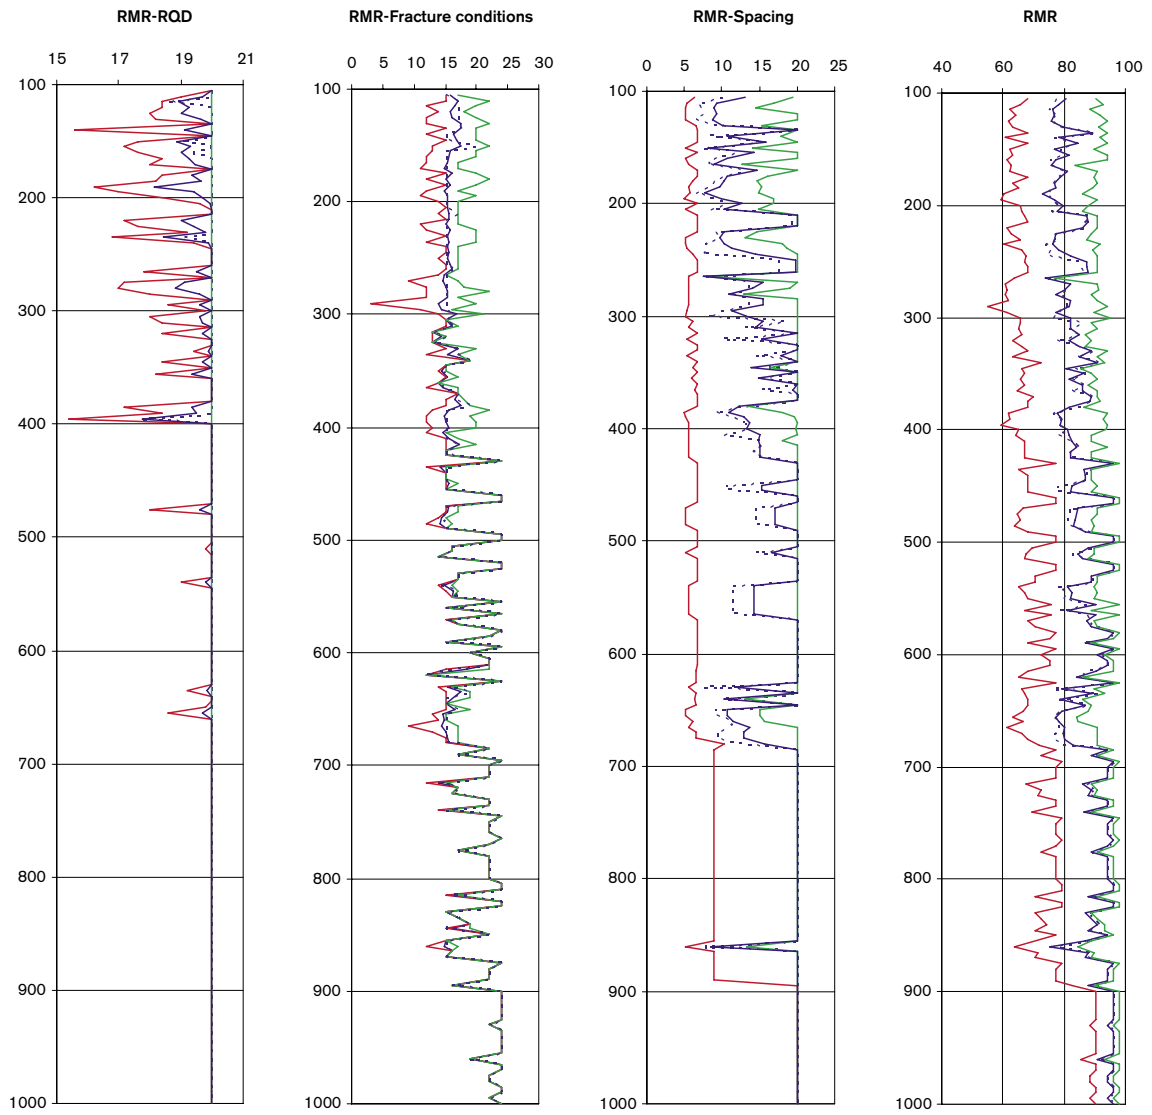 RMR-RQD
RMR-Fracture conditions
RMR-Spacing
RMR
15 17 19 21
0 5 10 15 20 25 30
0 5 10 15 20 25
40 60 80 100
100 100 100 100
200 200 200 200
300 300 300 300
400 400 400 400
500 500 500 500
600 600 600 600
700 700 700 700
800 800 800 800
900 900 900 900
1000 1000 1000 1000